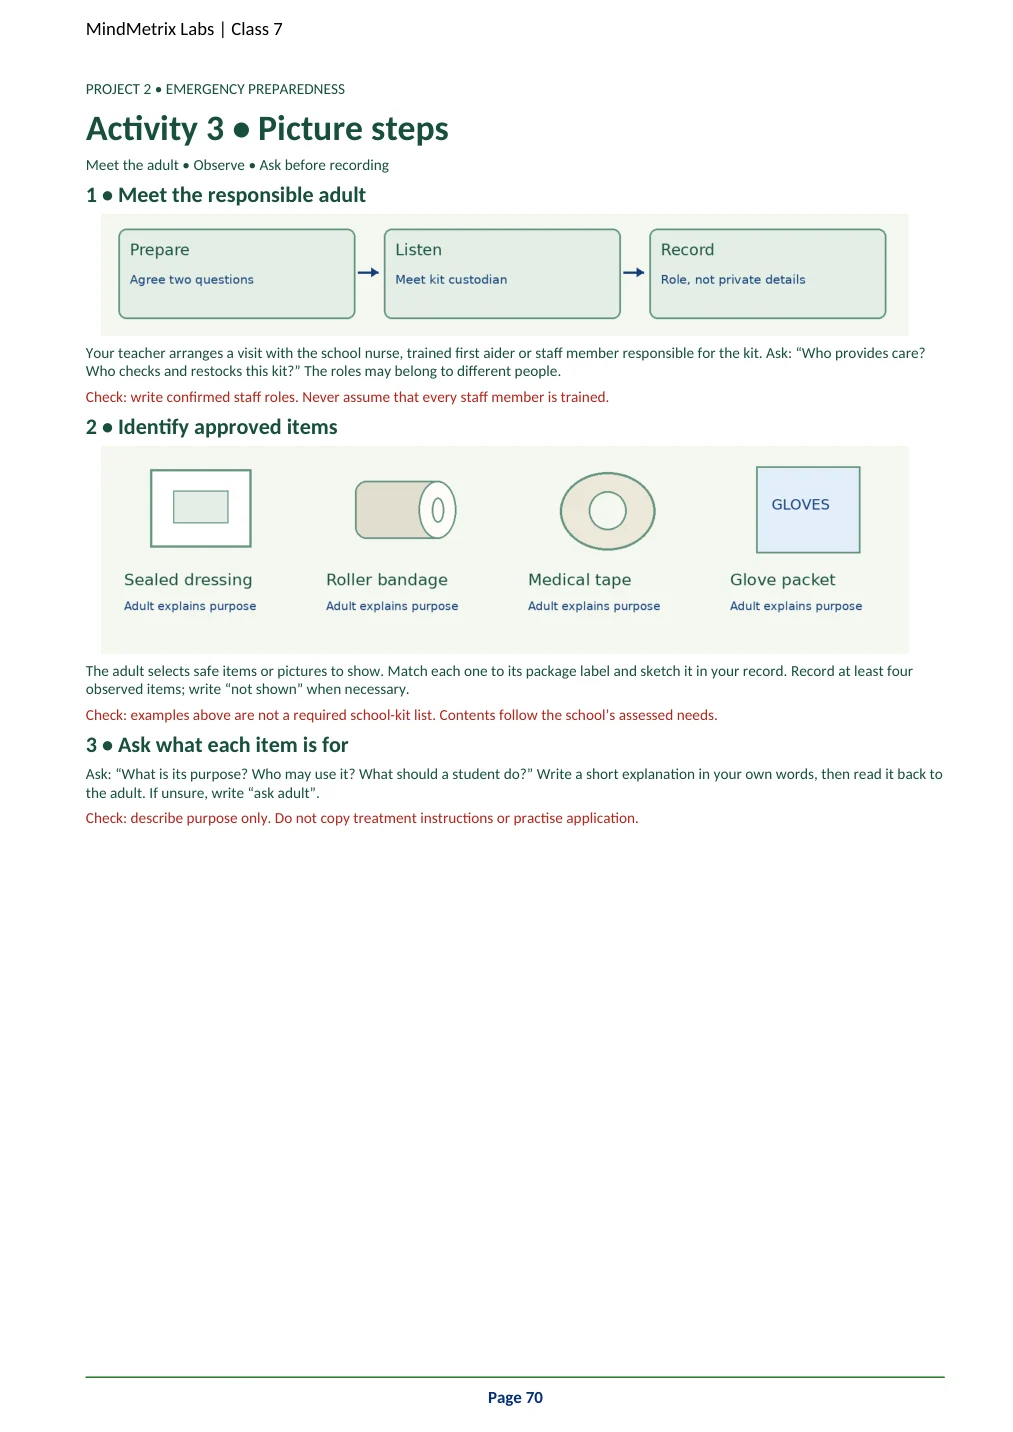 MindMetrix Labs | Class 7
PROJECT 2 ● EMERGENCY PREPAREDNESS
Activity 3 ● Picture steps
Meet the adult ● Observe ● Ask before recording
1 ● Meet the responsible adult
Prepare
Agree two questions
Listen
Meet kit custodian
Record
Role, not private details
Your teacher arranges a visit with the school nurse, trained first aider or staff member responsible for the kit. Ask: “Who provides care?
Who checks and restocks this kit?” The roles may belong to different people.
Check: write confirmed staff roles. Never assume that every staff member is trained.
2 ● Identify approved items
GLOVES
Sealed dressing
Adult explains purpose
Roller bandage
Adult explains purpose
Medical tape
Adult explains purpose
Glove packet
Adult explains purpose
The adult selects safe items or pictures to show. Match each one to its package label and sketch it in your record. Record at least four
observed items; write “not shown” when necessary.
Check: examples above are not a required school-kit list. Contents follow the school’s assessed needs.
3 ● Ask what each item is for
Ask: “What is its purpose? Who may use it? What should a student do?” Write a short explanation in your own words, then read it back to
the adult. If unsure, write “ask adult”.
Check: describe purpose only. Do not copy treatment instructions or practise application.
Page 70